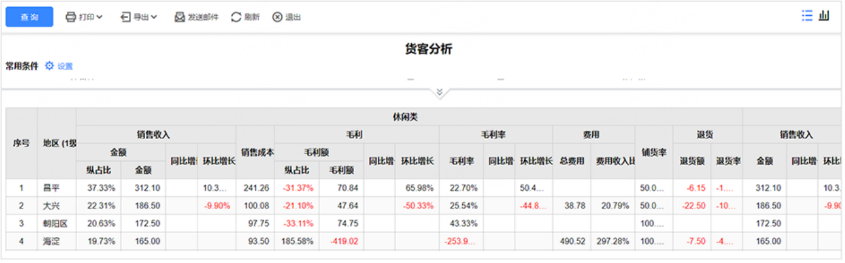 查 询 打印 导出 发送邮件 刷新 退出
货客分析
常用条件 设置
休闲类
序号 地区 (1级 销售收入 销售成本 毛利 毛利率 费用 铺货率 退货 销售收入
金额 同比增长 环比增长 毛利额 同比增 环比增长 毛利率 同比增 环比增长 总费用 费用收入比 退货额 退货率 金额 同比增 环比
纵占比 金额 纵占比 毛利额
1 昌平 37.33% 312.10 10.3... 241.26 -31.37% 70.84 65.98% 22.70% 50.4... 50.0... -6.15 -1.... 312.10 10.3
2 大兴 22.31% 186.50 -9.90% 100.08 -21.10% 47.64 -50.33% 25.54% -44.8... 38.78 20.79% 50.0... -22.50 -10... 186.50 -9.90
3 朝阳区 20.63% 172.50 97.75 -33.11% 74.75 43.33% 100.... 172.50
4 海淀 19.73% 165.00 93.50 185.58% -419.02 -253.9... 490.52 297.28% 100.... -7.50 -4.... 165.00